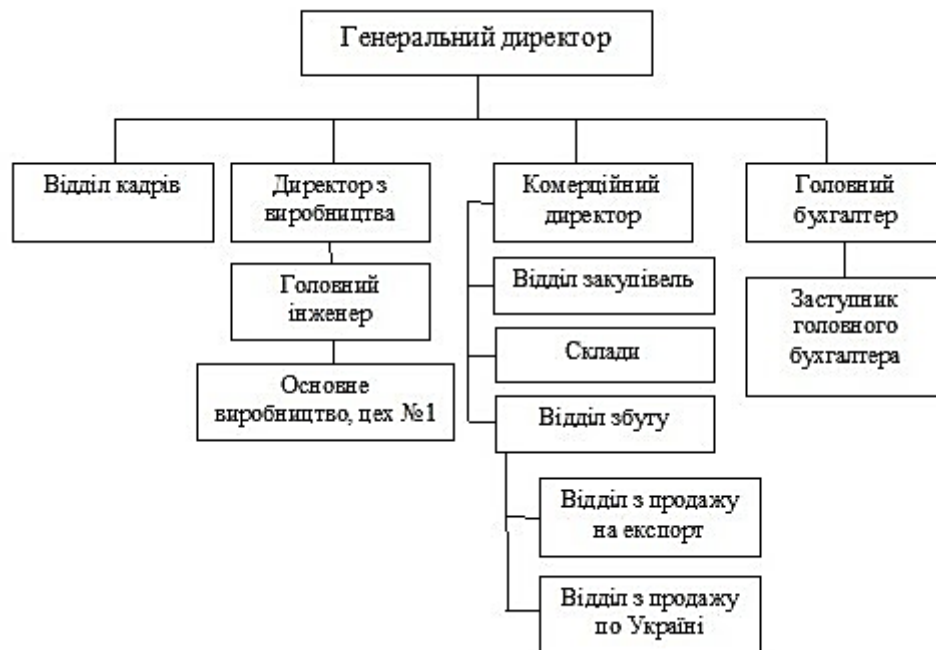 Генеральний директор
Відділ кадрів
Директор з
виробництва
Комерційний
директор
Головний
бухгалтер
Головний
інженер
Відділ закупівель
Заступник
головного
бухгалтера
Склади
Основне
виробництво, цех №1
Відділ збуту
Відділ з продажу
на експорт
Відділ з продажу
по Україні